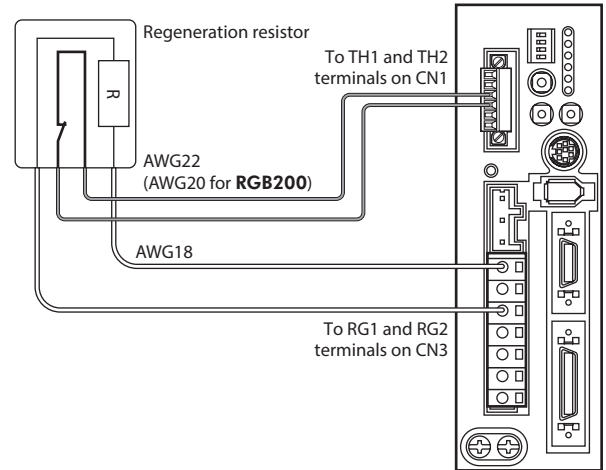 Regeneration resistor
To TH1 and TH2
terminals on CN1
R
AWG22
(AWG20 for RGB200)
AWG18
To RG1 and RG2
terminals on CN3